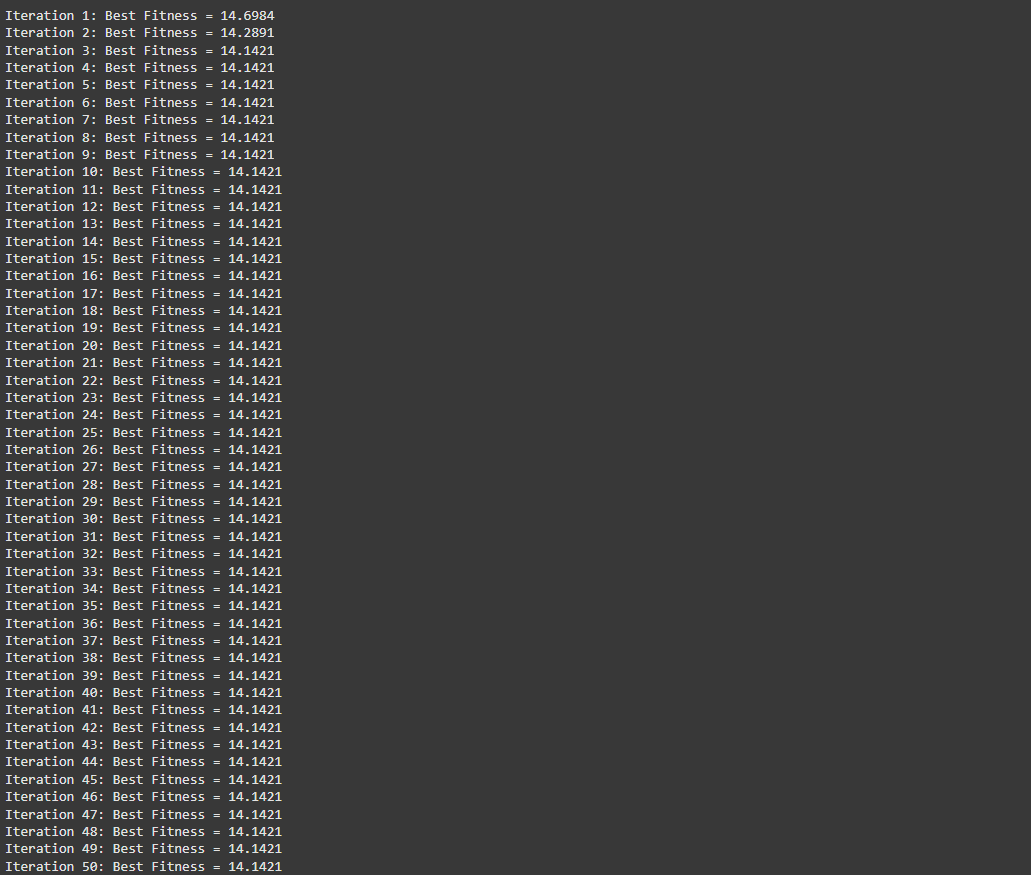 Iteration 1: Best Fitness = 14.6984
Iteration 2: Best Fitness = 14.2891
Iteration 3: Best Fitness = 14.1421
Iteration 4: Best Fitness = 14.1421
Iteration 5: Best Fitness = 14.1421
Iteration 6: Best Fitness = 14.1421
Iteration 7: Best Fitness = 14.1421
Iteration 8: Best Fitness = 14.1421
Iteration 9: Best Fitness = 14.1421
Iteration 10: Best Fitness = 14.1421
Iteration 11: Best Fitness = 14.1421
Iteration 12: Best Fitness = 14.1421
Iteration 13: Best Fitness = 14.1421
Iteration 14: Best Fitness = 14.1421
Iteration 15: Best Fitness = 14.1421
Iteration 16: Best Fitness = 14.1421
Iteration 17: Best Fitness = 14.1421
Iteration 18: Best Fitness = 14.1421
Iteration 19: Best Fitness = 14.1421
Iteration 20: Best Fitness = 14.1421
Iteration 21: Best Fitness = 14.1421
Iteration 22: Best Fitness = 14.1421
Iteration 23: Best Fitness = 14.1421
Iteration 24: Best Fitness = 14.1421
Iteration 25: Best Fitness = 14.1421
Iteration 26: Best Fitness = 14.1421
Iteration 27: Best Fitness = 14.1421
Iteration 28: Best Fitness = 14.1421
Iteration 29: Best Fitness = 14.1421
Iteration 30: Best Fitness = 14.1421
Iteration 31: Best Fitness = 14.1421
Iteration 32: Best Fitness = 14.1421
Iteration 33: Best Fitness = 14.1421
Iteration 34: Best Fitness = 14.1421
Iteration 35: Best Fitness = 14.1421
Iteration 36: Best Fitness = 14.1421
Iteration 37: Best Fitness = 14.1421
Iteration 38: Best Fitness = 14.1421
Iteration 39: Best Fitness = 14.1421
Iteration 40: Best Fitness = 14.1421
Iteration 41: Best Fitness = 14.1421
Iteration 42: Best Fitness = 14.1421
Iteration 43: Best Fitness = 14.1421
Iteration 44: Best Fitness = 14.1421
Iteration 45: Best Fitness = 14.1421
Iteration 46: Best Fitness = 14.1421
Iteration 47: Best Fitness = 14.1421
Iteration 48: Best Fitness = 14.1421
Iteration 49: Best Fitness = 14.1421
Iteration 50: Best Fitness = 14.1421